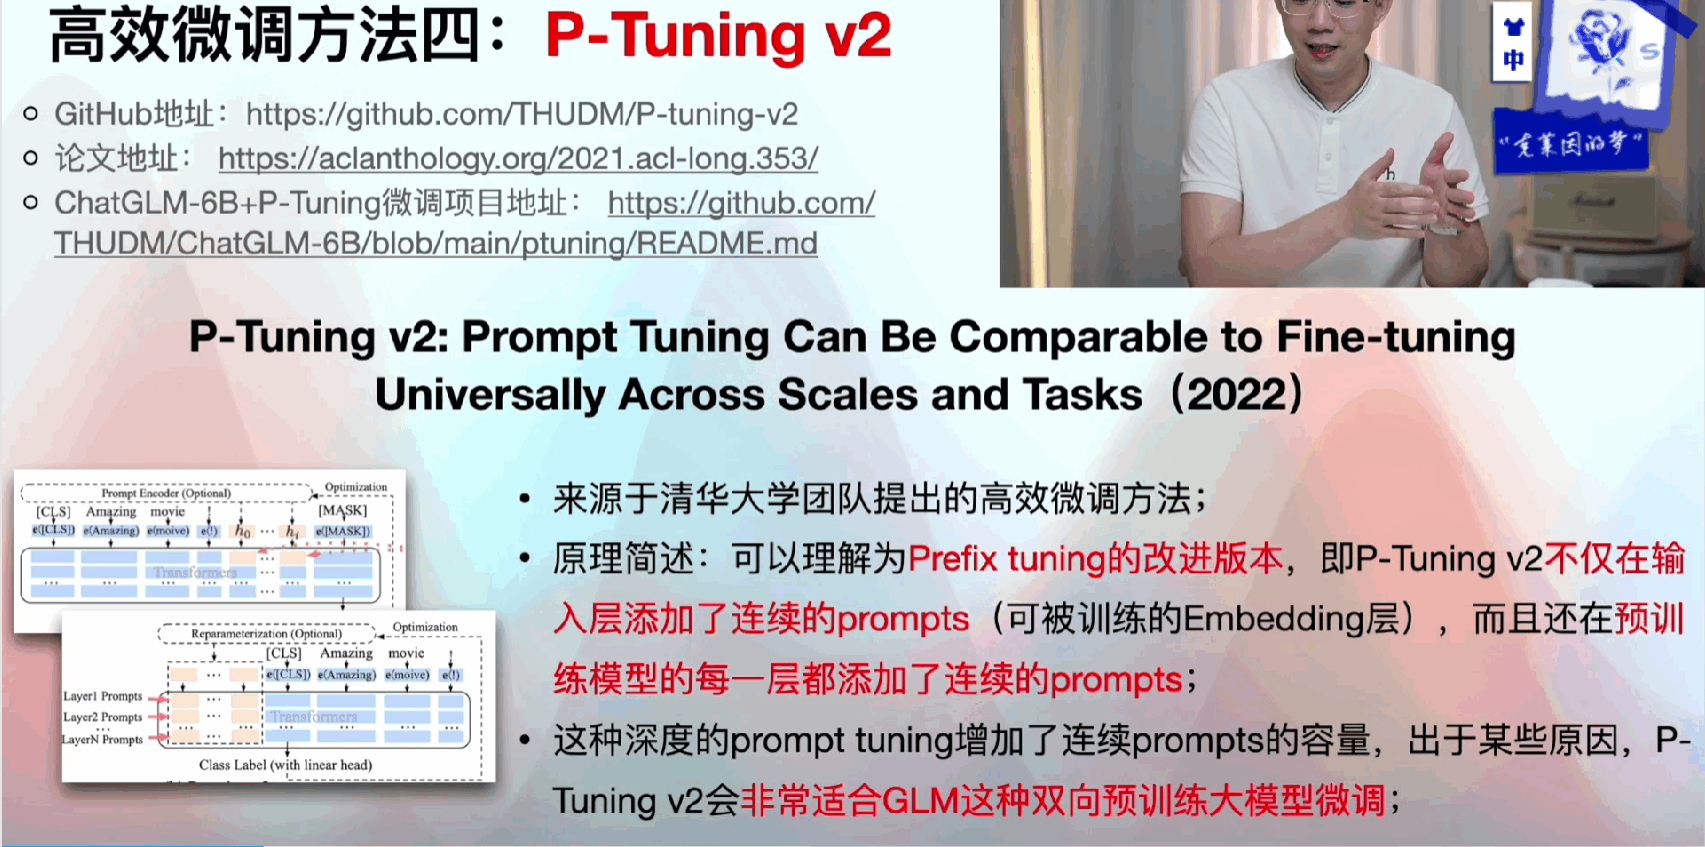 高效微调方法四：P-Tuning v2
GitHub地址：https://github.com/THUDM/P-tuning-v2
论文地址： https://aclanthology.org/2021.acl-long.353/
ChatGLM-6B+P-Tuning微调项目地址： https://github.com/
THUDM/ChatGLM-6B/blob/main/ptuning/README.md
中
S
"克莱因的梦"
h
P-Tuning v2: Prompt Tuning Can Be Comparable to Fine-tuning
Universally Across Scales and Tasks（2022）
Prompt Encoder (Optional)
Optimization
[CLS] Amazing movie ! [MASK]
e([CLS]) e(Amazing) e(moive) e(!) h0 ... hi e([MASK])
Transformers
... ... ... ... ... ...
Reparameterization (Optional)
Optimization
[CLS] Amazing movie !
... e([CLS]) e(Amazing) e(moive) e(!)
Layer1 Prompts
Layer2 Prompts
...
LayerN Prompts
Transformers
Class Label (with linear head)
• 来源于清华大学团队提出的高效微调方法；
• 原理简述：可以理解为Prefix tuning的改进版本，即P-Tuning v2不仅在输
入层添加了连续的prompts（可被训练的Embedding层），而且还在预训
练模型的每一层都添加了连续的prompts；
• 这种深度的prompt tuning增加了连续prompts的容量，出于某些原因，P-
Tuning v2会非常适合GLM这种双向预训练大模型微调；